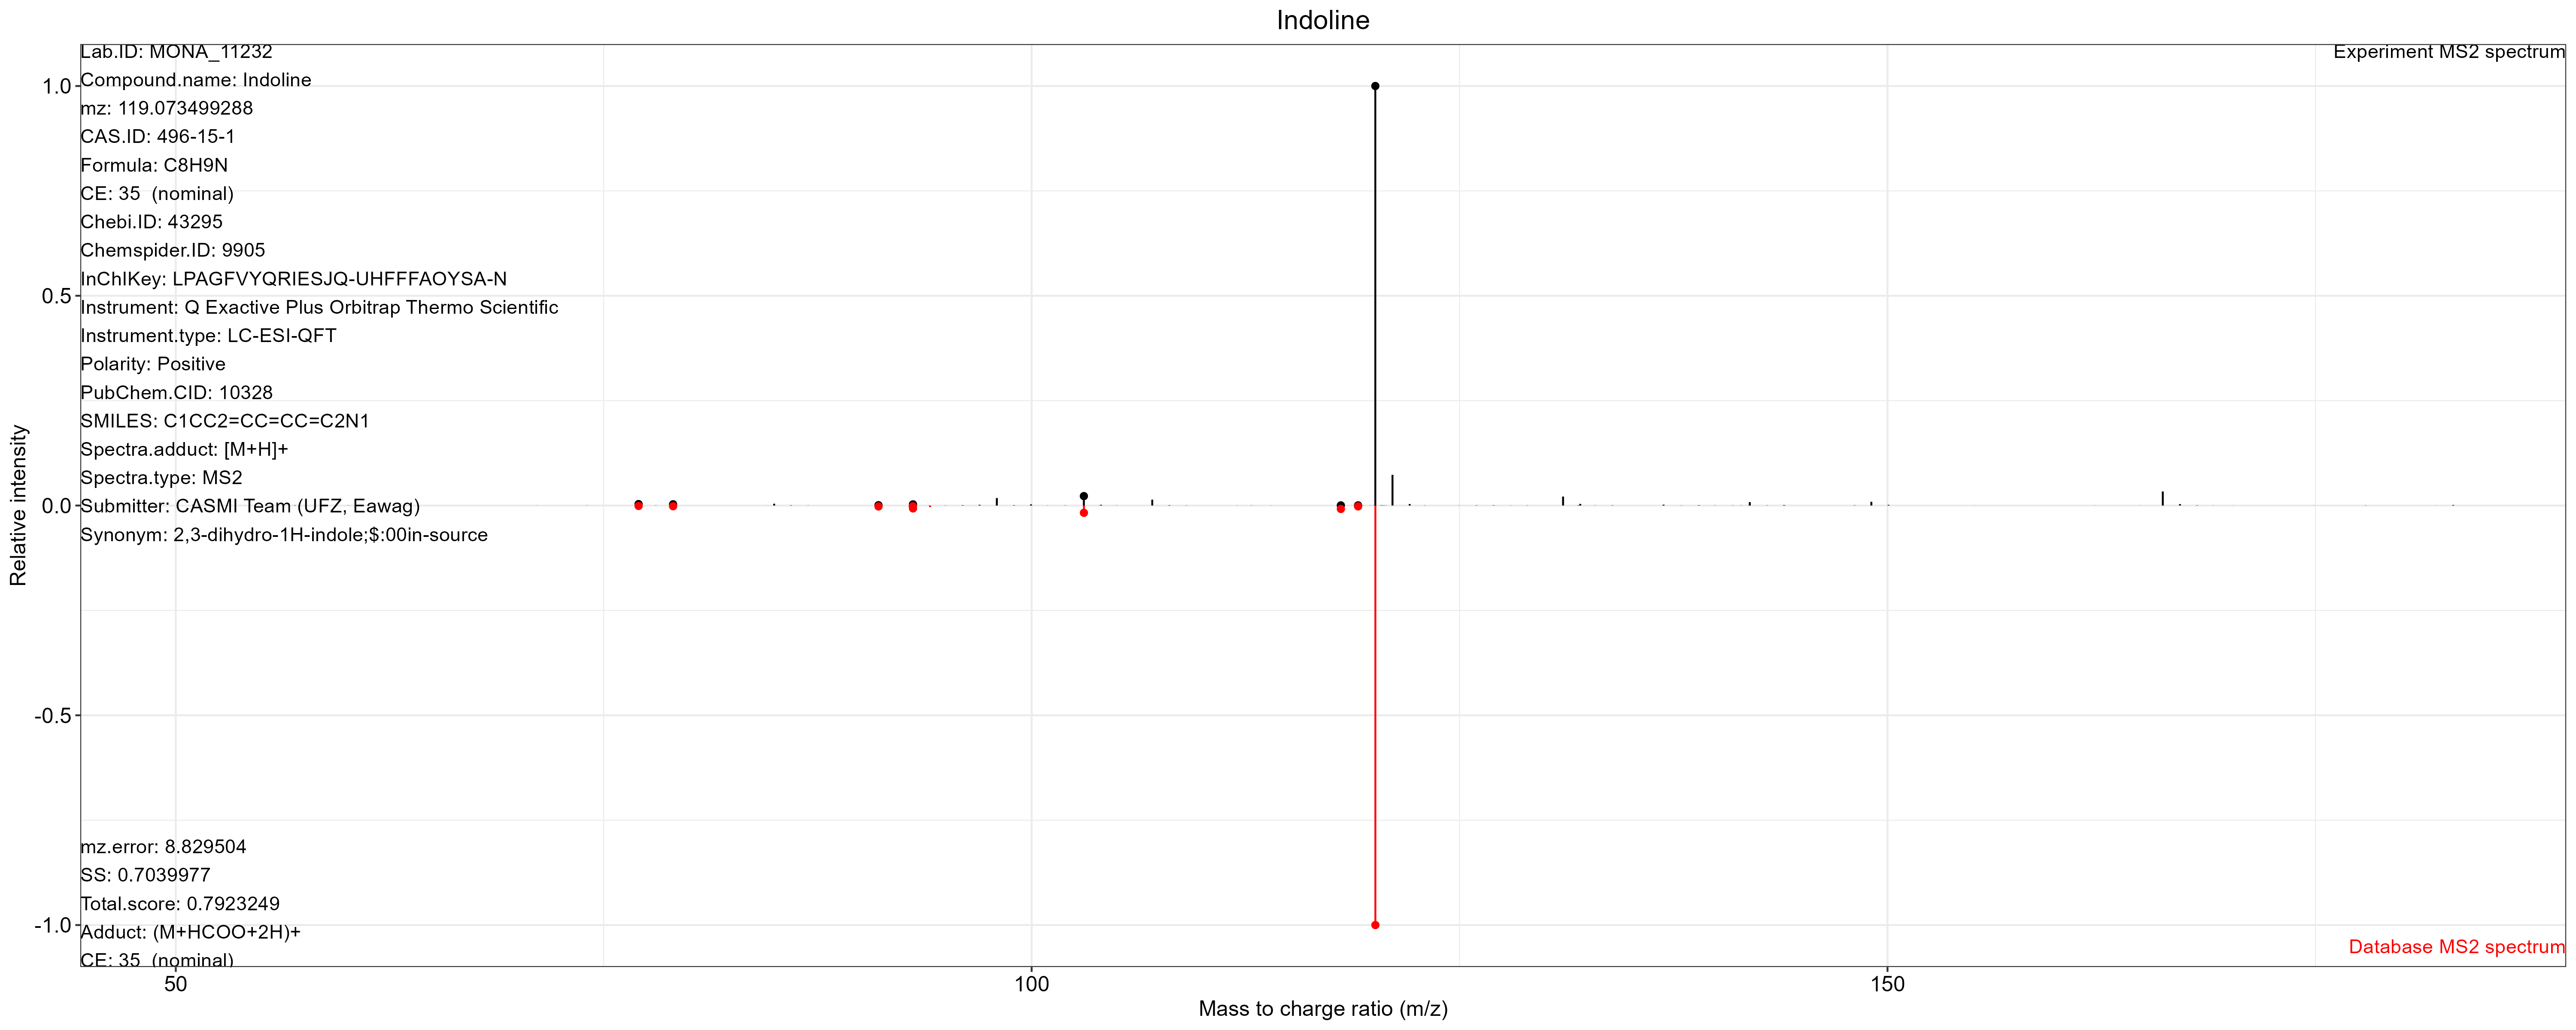 Indoline
Lab.ID: MONA_11232
Experiment MS2 spectrum
Compound.name: Indoline
mz: 119.073499288
CAS.ID: 496-15-1
Formula: C8H9N
CE: 35  (nominal)
Chebi.ID: 43295
Chemspider.ID: 9905
InChIKey: LPAGFVYQRIESJQ-UHFFFAOYSA-N
Instrument: Q Exactive Plus Orbitrap Thermo Scientific
Instrument.type: LC-ESI-QFT
Polarity: Positive
PubChem.CID: 10328
SMILES: C1CC2=CC=CC=C2N1
Spectra.adduct: [M+H]+
Spectra.type: MS2
Submitter: CASMI Team (UFZ, Eawag)
Synonym: 2,3-dihydro-1H-indole;$:00in-source
mz.error: 8.829504
SS: 0.7039977
Total.score: 0.7923249
Adduct: (M+HCOO+2H)+
CE: 35  (nominal)
Database MS2 spectrum
1.0
0.5
0.0
-0.5
-1.0
Relative intensity
50
100
150
Mass to charge ratio (m/z)